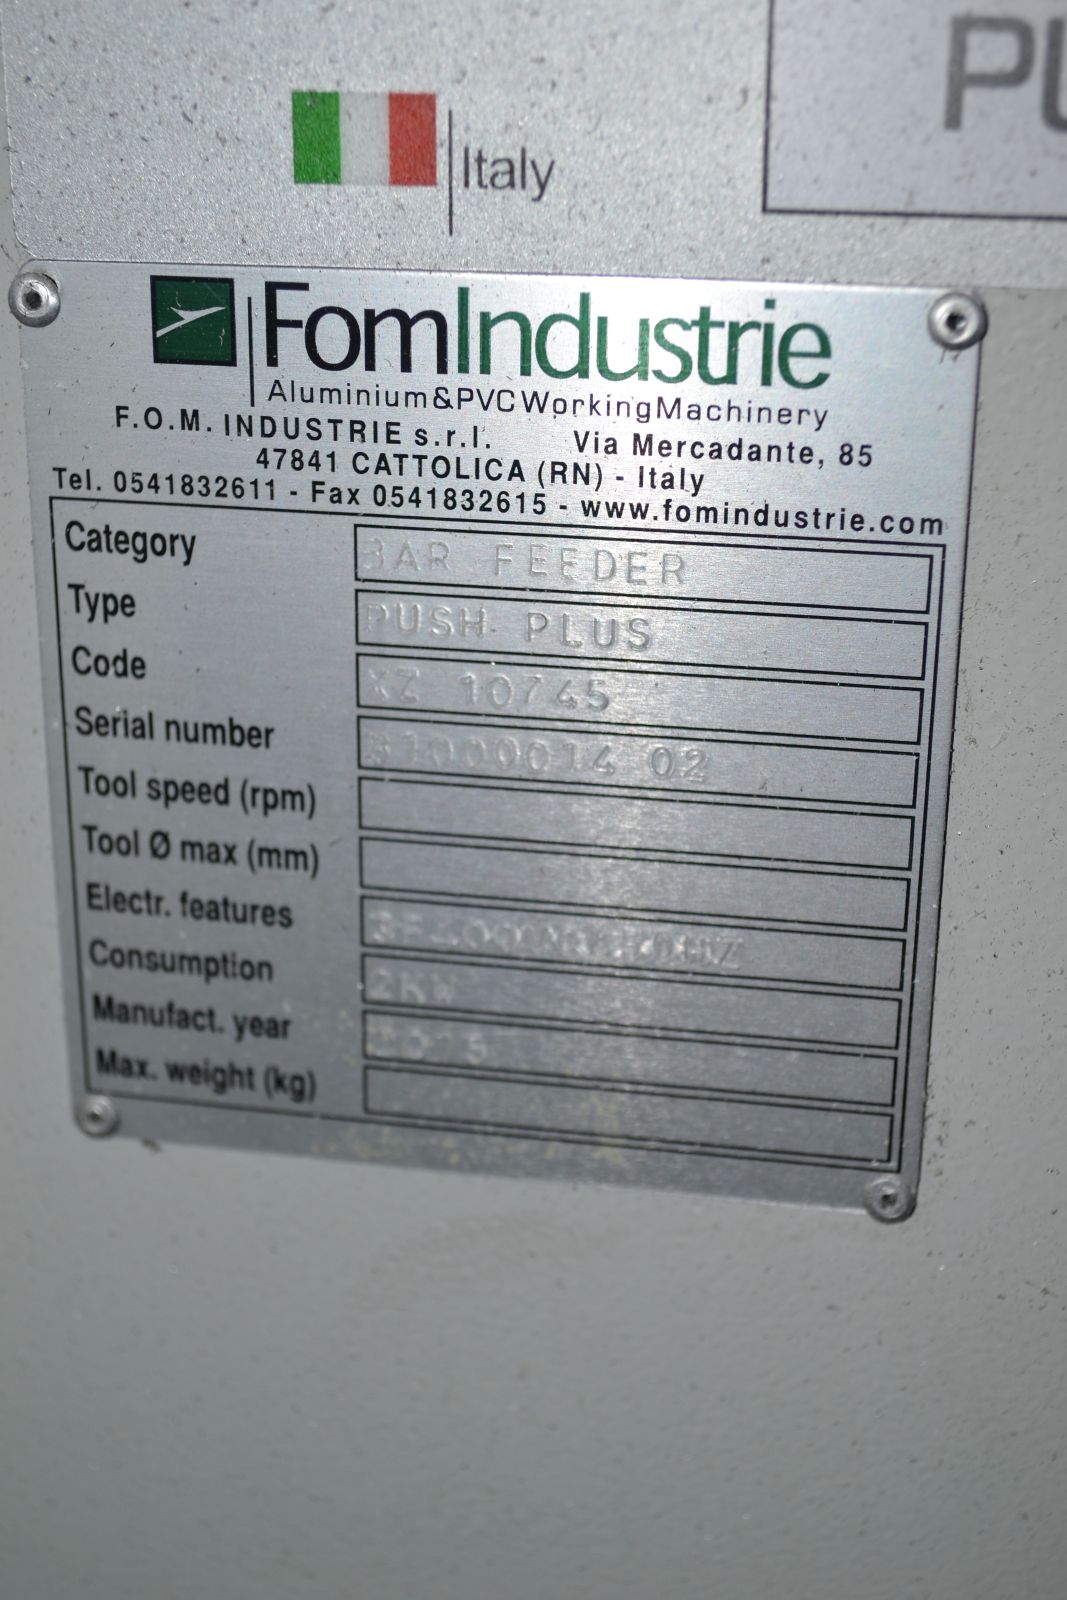 PU
Italy
FomIndustrie
Aluminium&PVCWorkingMachinery
F.O.M. INDUSTRIE s.r.l. Via Mercadante, 85
47841 CATTOLICA (RN) - Italy
Tel. 0541832611 - Fax 0541832615 - www.fomindustrie.com
Category BAR FEEDER
Type PUSH PLUS
Code XZ 10745
Serial number 02
Tool speed (rpm)
Tool Ø max (mm)
Electr. features
Consumption 2KW
Manufact. year
Max. weight (kg)